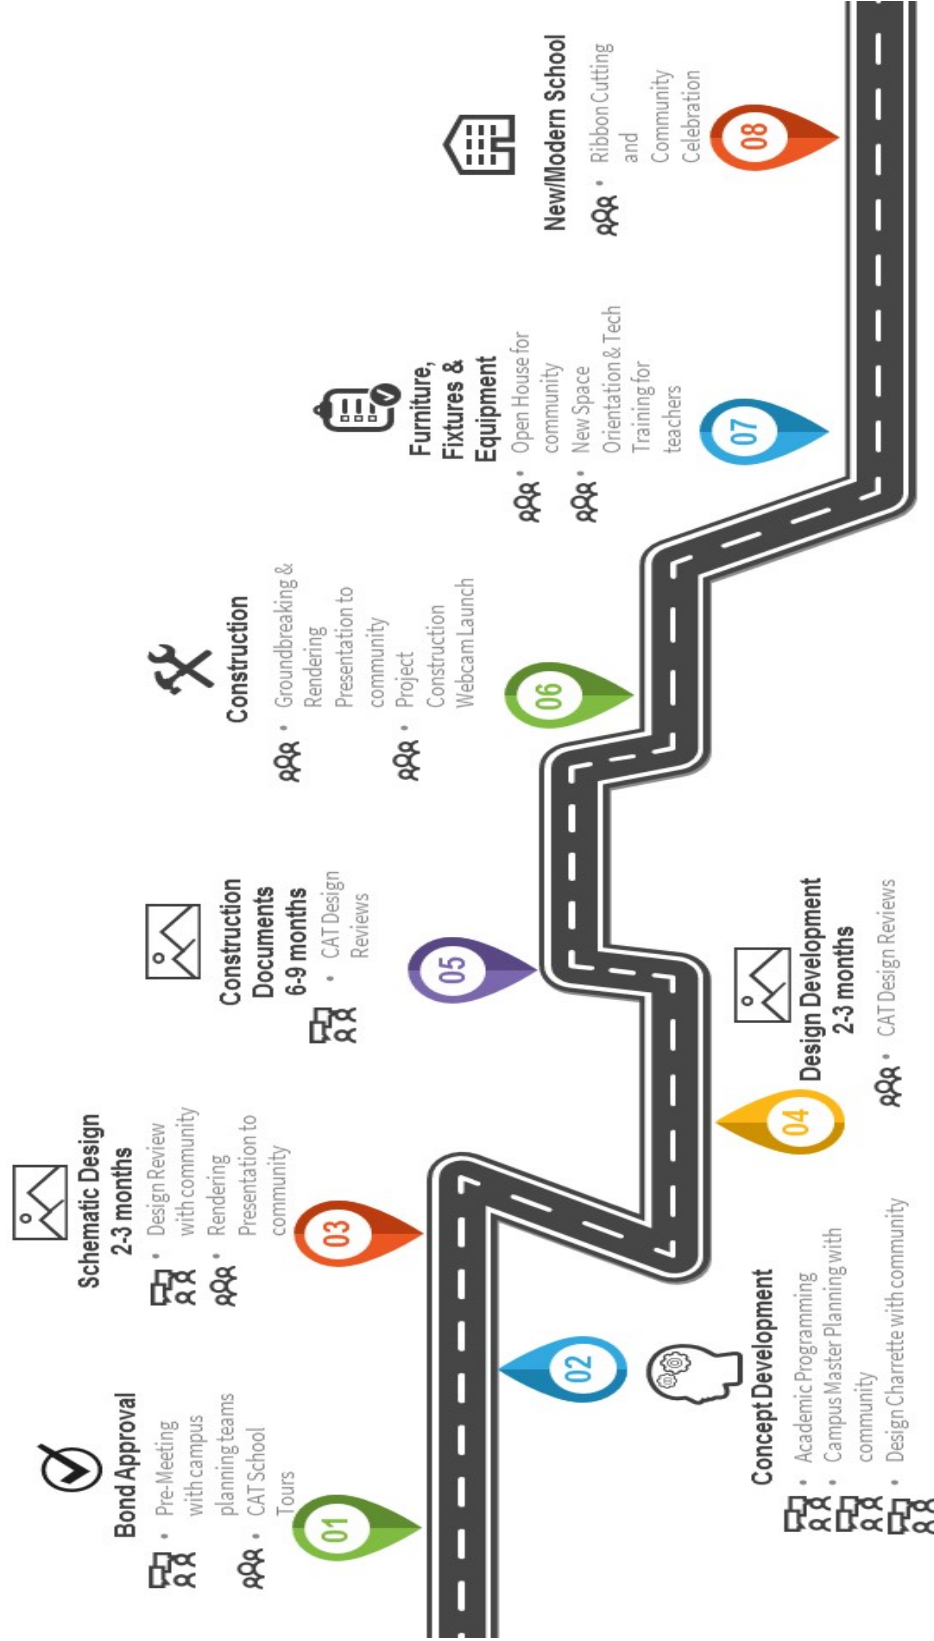 01
Bond Approval
• Pre-Meeting
with campus
planning teams
• CAT School
Tours
02
Concept Development
• Academic Programming
• Campus Master Planning with
community
• Design Charrette with community
03
Schematic Design
2-3 months
• Design Review
with community
• Rendering
Presentation to
community
04
Design Development
2-3 months
• CAT Design Reviews
05
Construction
Documents
6-9 months
• CAT Design
Reviews
06
Construction
• Groundbreaking &
Rendering
Presentation to
community
• Project
Construction
Webcam Launch
07
Furniture,
Fixtures &
Equipment
• Open House for
community
• New Space
Orientation & Tech
Training for
teachers
08
New/Modern School
• Ribbon Cutting
and
Community
Celebration